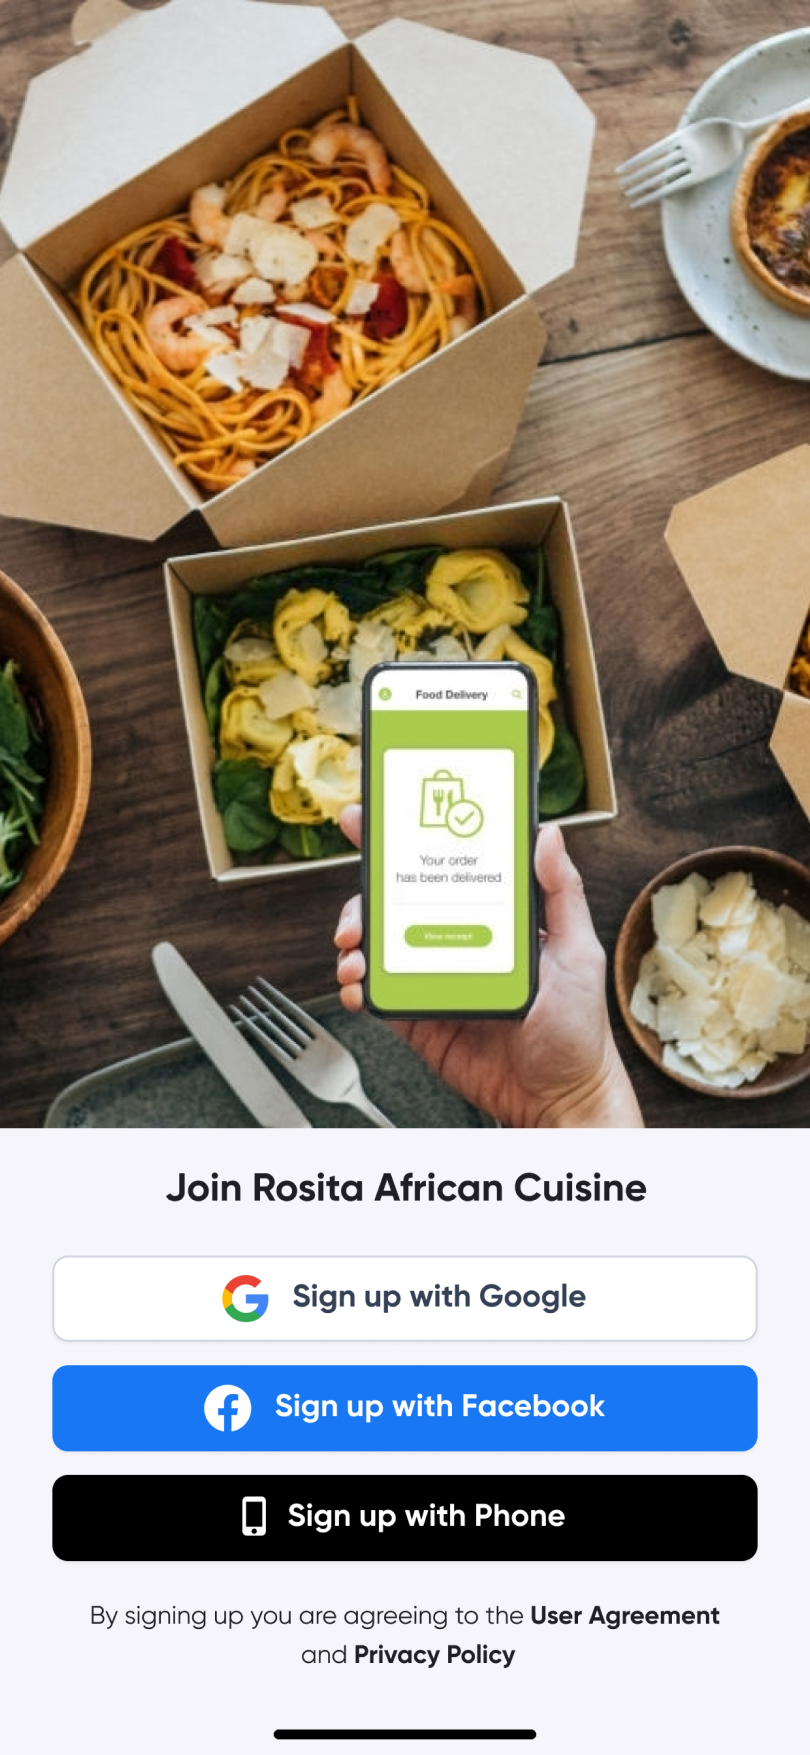 Food Delivery
Your order
has been delivered
View receipt
Join Rosita African Cuisine
Sign up with Google
Sign up with Facebook
Sign up with Phone
By signing up you are agreeing to the User Agreement
and Privacy Policy